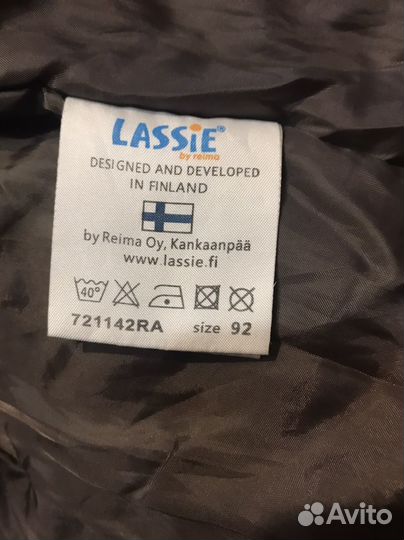 LASSiE®
by reima
DESIGNED AND DEVELOPED
IN FINLAND
by Reima Oy, Kankaanpää
www.lassie.fi
40°
721142RA size 92
Avito